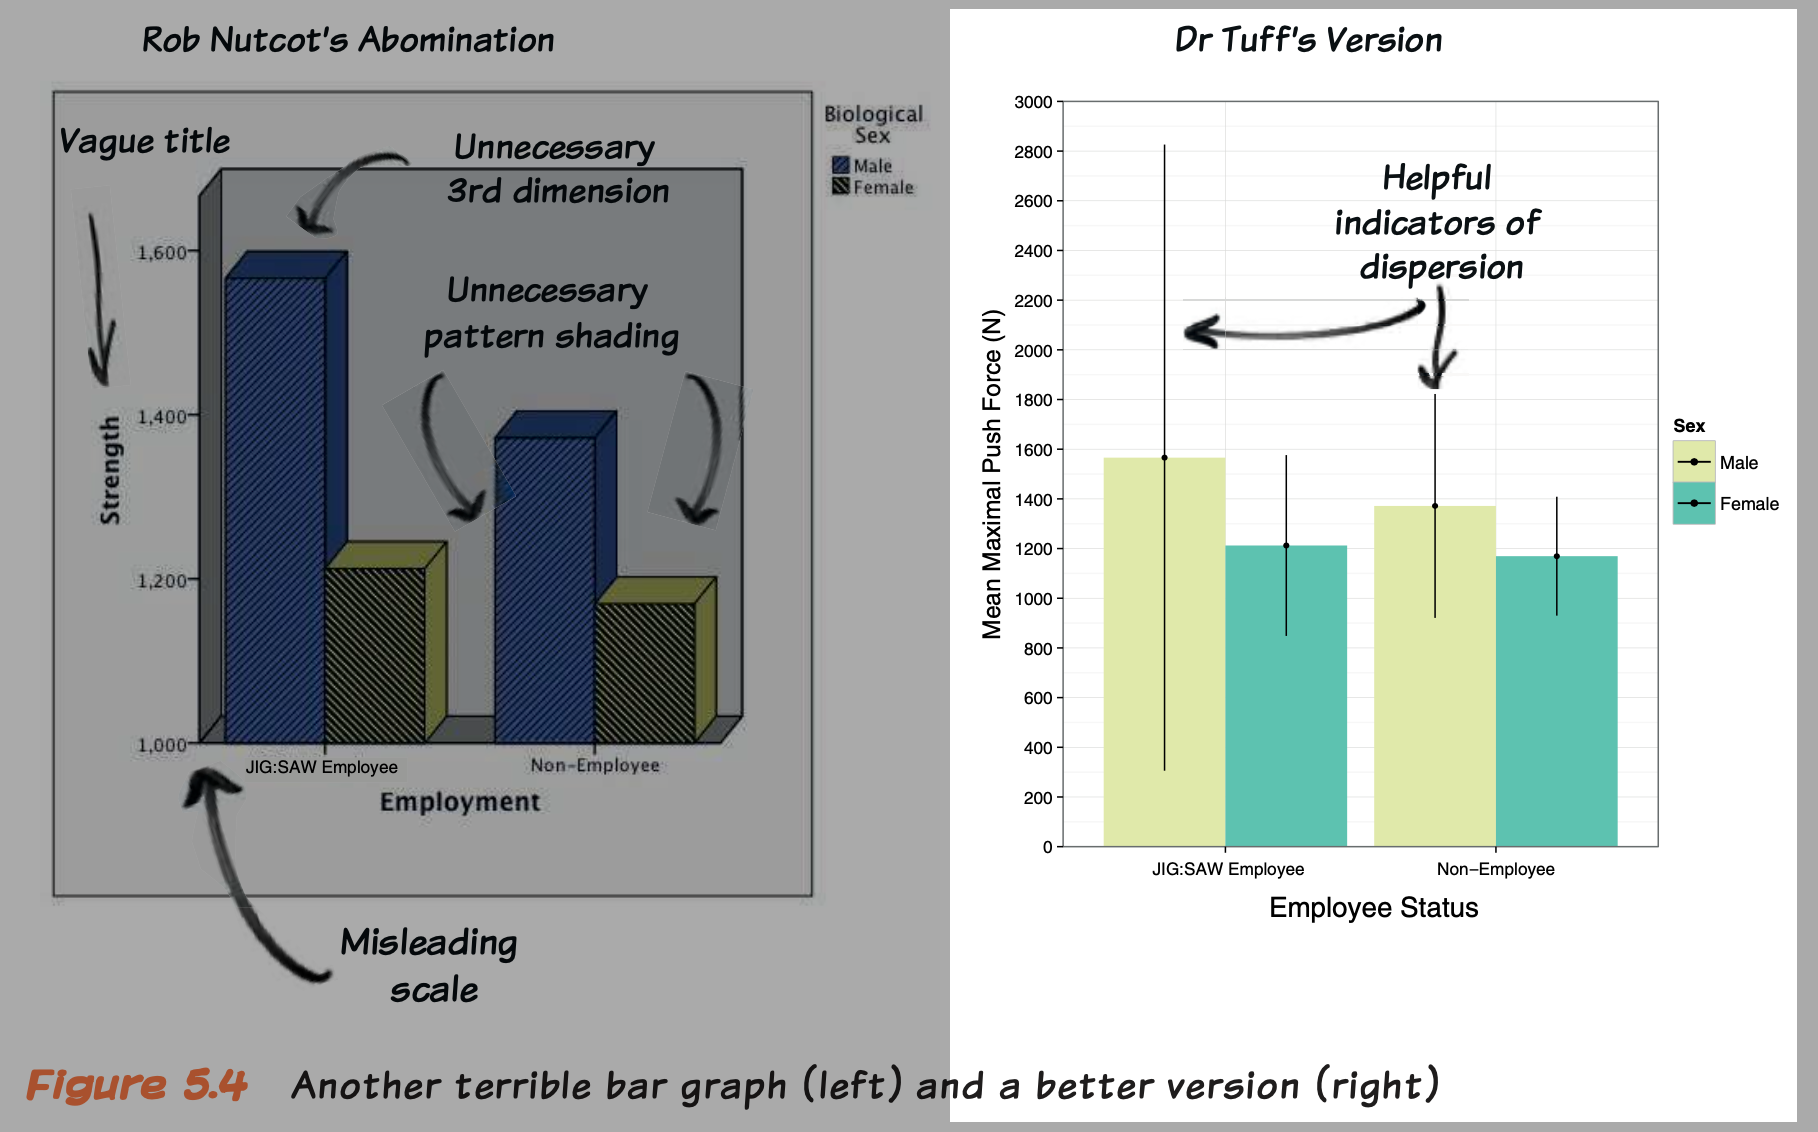 Rob Nutcot's Abomination
Vague title
Unnecessary
3rd dimension
Biological
Sex
Male
Female
Unnecessary
pattern shading
1,600
1,400
1,200
1,000
Strength
JIG:SAW Employee
Non-Employee
Employment
Misleading
scale
Dr Tuff's Version
Helpful
indicators of
dispersion
3000
2800
2600
2400
2200
2000
1800
1600
1400
1200
1000
800
600
400
200
0
Mean Maximal Push Force (N)
JIG:SAW Employee
Non-Employee
Employee Status
Sex
Male
Female
Figure 5.4 Another terrible bar graph (left) and a better version (right)